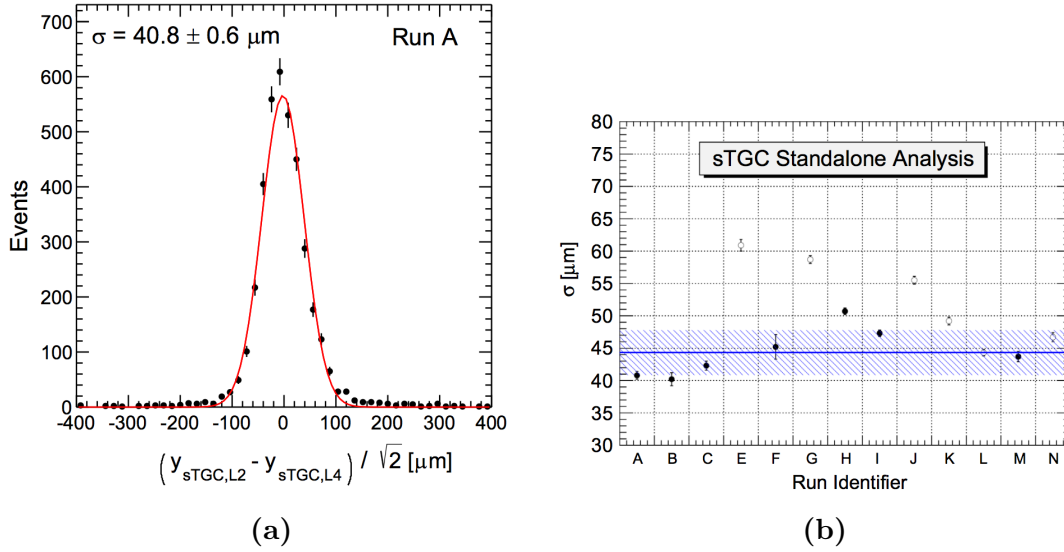 700
600
500
400
300
200
100
0
Events
σ = 40.8 ± 0.6 μm
Run A
-400 -300 -200 -100 0 100 200 300 400
(y_sTGC,L2 - y_sTGC,L4) / √2 [μm]
(a)
80
75
70
65
60
55
50
45
40
35
30
σ [μm]
sTGC Standalone Analysis
A B C E F G H I J K L M N
Run Identifier
(b)